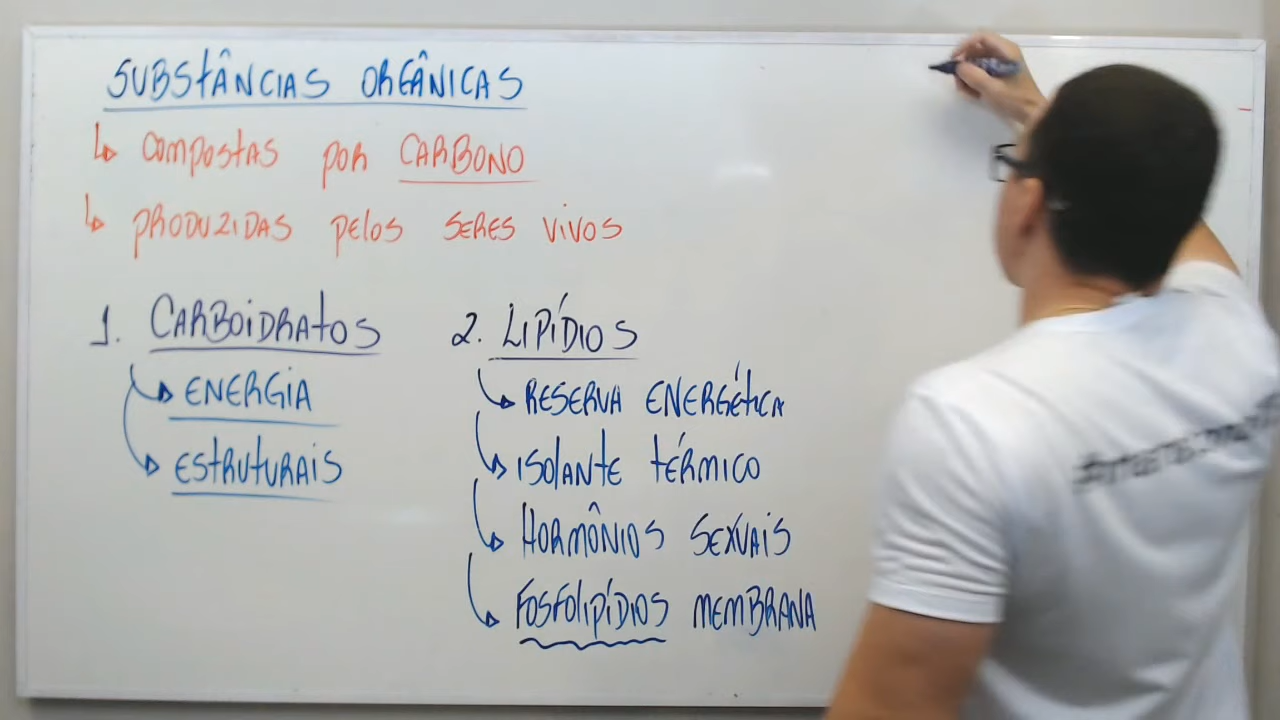 SUBSTÂNCIAS ORGÂNICAS
COMPOSTAS POR CARBONO
PRODUZIDAS PELOS SERES VIVOS
1. CARBOIDRATOS
ENERGIA
ESTRUTURAIS
2. LIPÍDIOS
RESERVA ENERGÉTICA
ISOLANTE TÉRMICO
HORMÔNIOS SEXUAIS
FOSFOLIPÍDIOS MEMBRANA